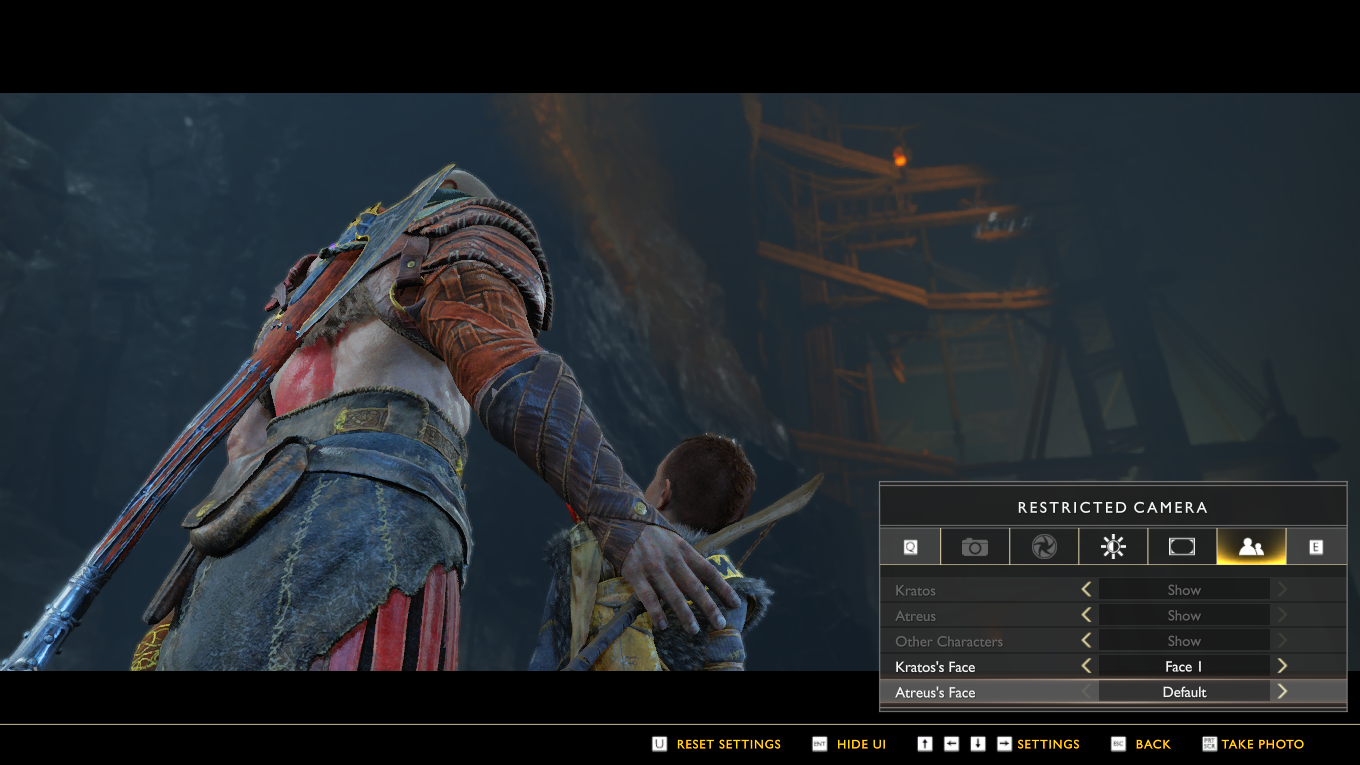 RESTRICTED CAMERA
Q E
Kratos Show
Atreus Show
Other Characters Show
Kratos's Face Face 1
Atreus's Face Default
U RESET SETTINGS ENT HIDE UI SETTINGS ESC BACK PRT SCR TAKE PHOTO